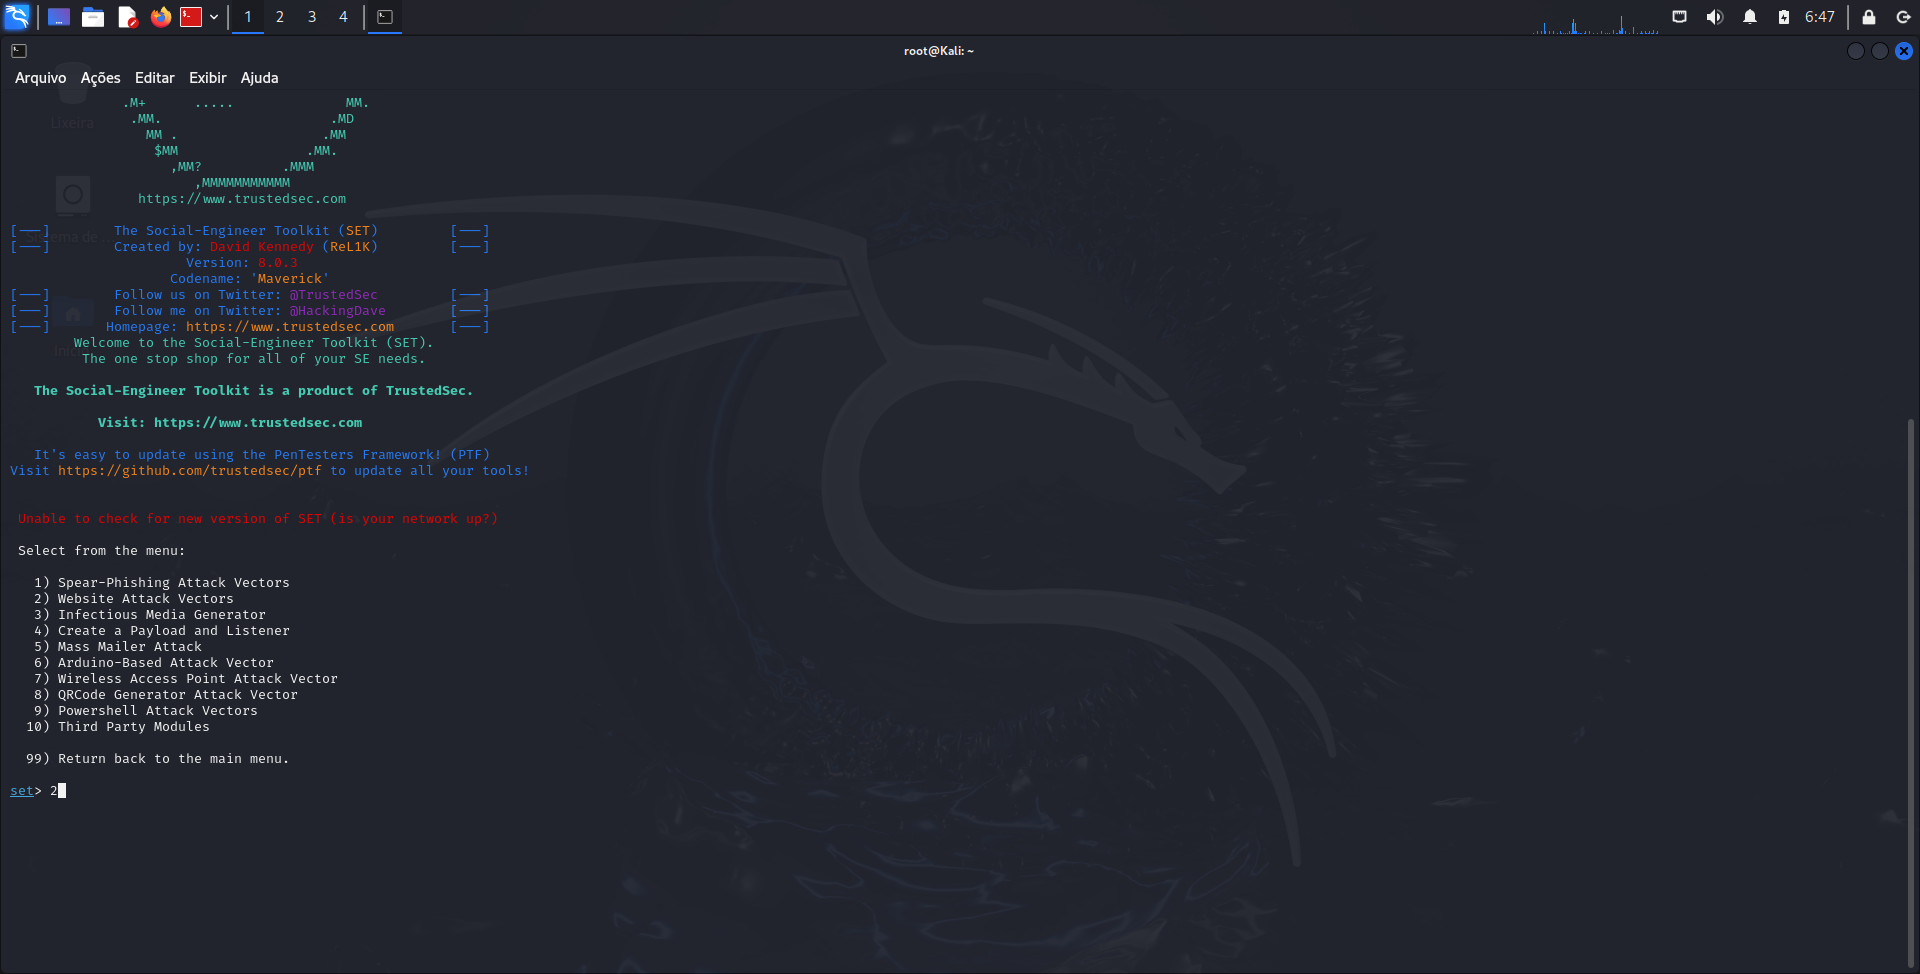 1 2 3 4
6:47
root@Kali: ~
Arquivo Ações Editar Exibir Ajuda
.M+ ..... MM.
.MM. .MD
MM . .MM
$MM .MM.
,MM? .MMM
,MMMMMMMMMMM
https://www.trustedsec.com
[---] The Social-Engineer Toolkit (SET) [---]
[---] Created by: David Kennedy (ReL1K) [---]
Version: 8.0.3
Codename: 'Maverick'
[---] Follow us on Twitter: @TrustedSec [---]
[---] Follow me on Twitter: @HackingDave [---]
[---] Homepage: https://www.trustedsec.com [---]
Welcome to the Social-Engineer Toolkit (SET).
The one stop shop for all of your SE needs.
The Social-Engineer Toolkit is a product of TrustedSec.
Visit: https://www.trustedsec.com
It's easy to update using the PenTesters Framework! (PTF)
Visit https://github.com/trustedsec/ptf to update all your tools!
Unable to check for new version of SET (is your network up?)
Select from the menu:
1) Spear-Phishing Attack Vectors
2) Website Attack Vectors
3) Infectious Media Generator
4) Create a Payload and Listener
5) Mass Mailer Attack
6) Arduino-Based Attack Vector
7) Wireless Access Point Attack Vector
8) QRCode Generator Attack Vector
9) Powershell Attack Vectors
10) Third Party Modules
99) Return back to the main menu.
set> 2
Lixeira